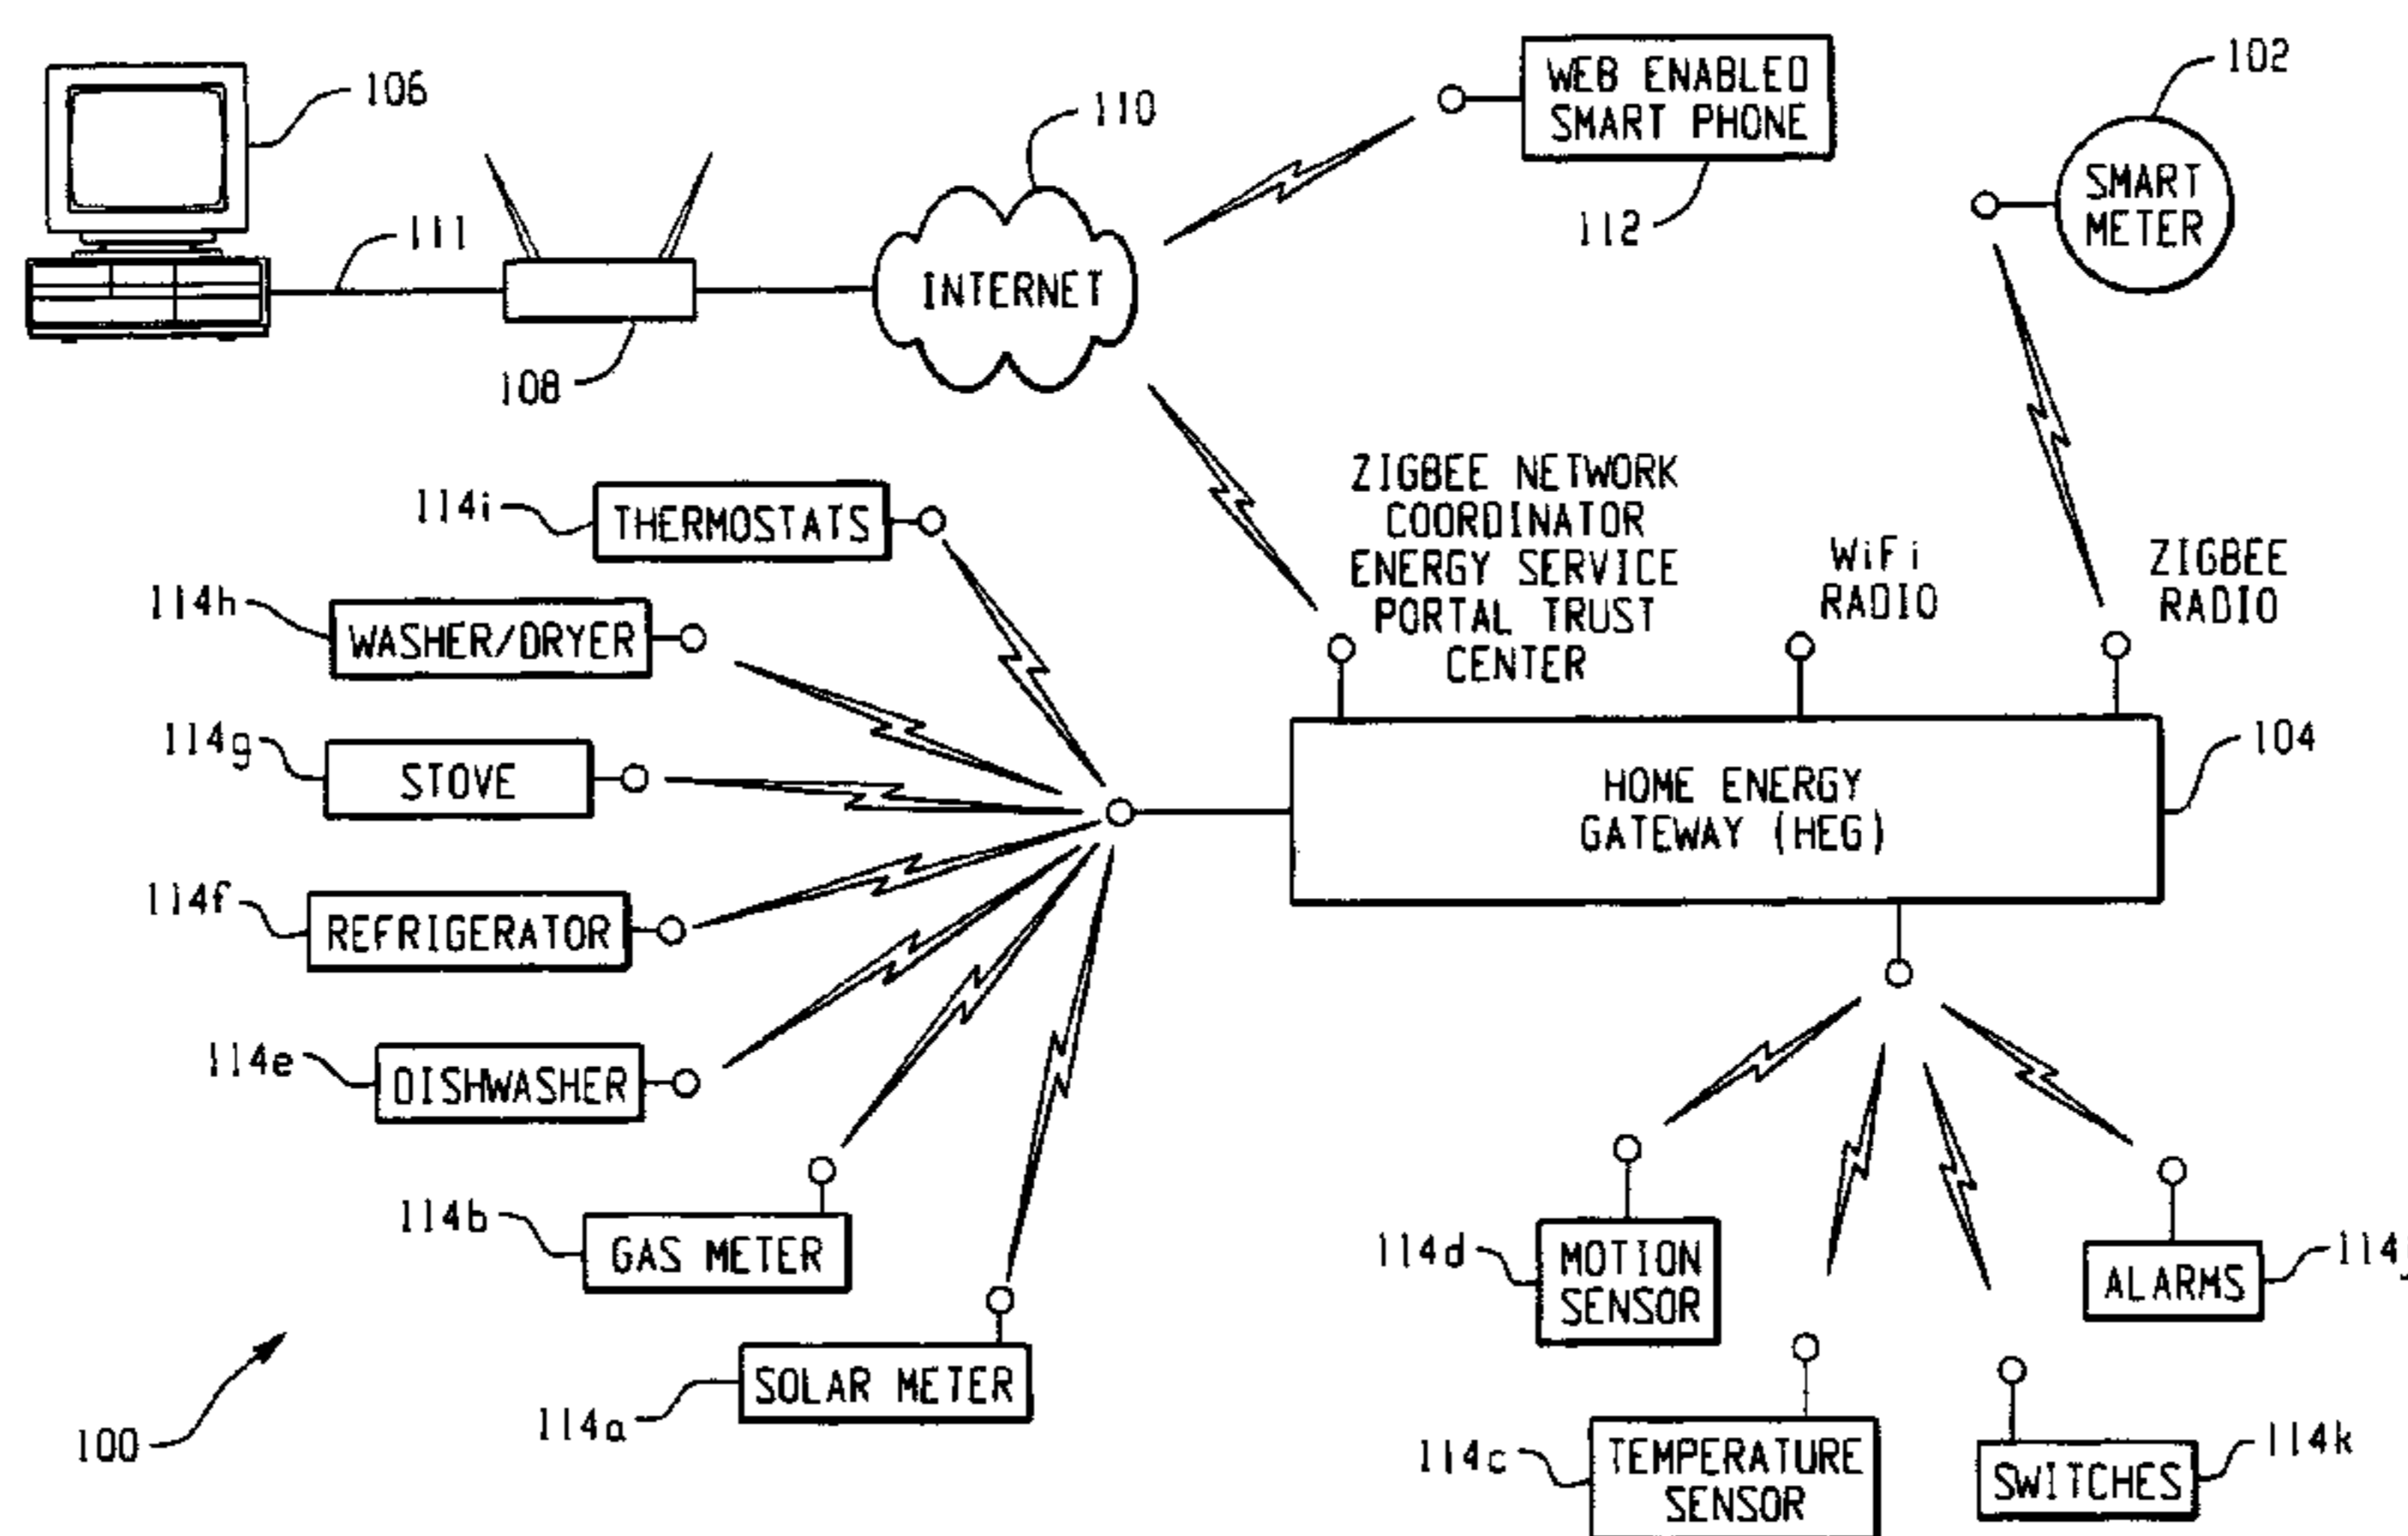 106
110
WEB ENABLED
SMART PHONE
102
111
112
SMART
METER
INTERNET
108
ZIGBEE NETWORK
COORDINATOR
ENERGY SERVICE
PORTAL TRUST
CENTER
WiFi
RADIO
ZIGBEE
RADIO
114i
THERMOSTATS
114h
WASHER/DRYER
114g
STOVE
104
HOME ENERGY
GATEWAY (HEG)
114f
REFRIGERATOR
114e
DISHWASHER
114b
GAS METER
114d
MOTION
SENSOR
ALARMS
114j
114a
SOLAR METER
100
114c
TEMPERATURE
SENSOR
SWITCHES
114k